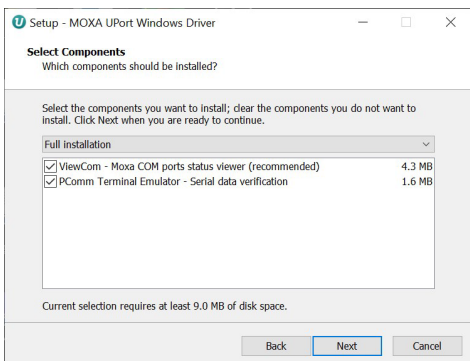 Setup - MOXA UPort Windows Driver
Select Components
Which components should be installed?
Select the components you want to install; clear the components you do not want to
install. Click Next when you are ready to continue.
Full installation
ViewCom - Moxa COM ports status viewer (recommended) 4.3 MB
PComm Terminal Emulator - Serial data verification 1.6 MB
Current selection requires at least 9.0 MB of disk space.
Back Next Cancel